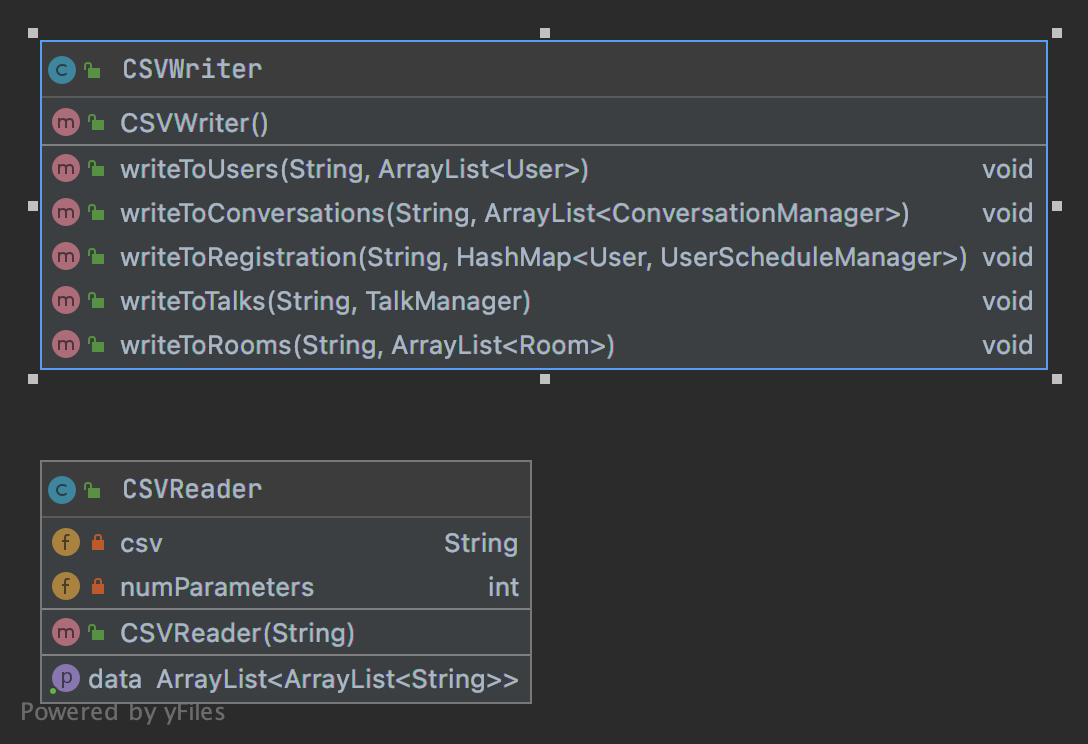 CSVWriter
CSVWriter()
writeToUsers(String, ArrayList<User>) void
writeToConversations(String, ArrayList<ConversationManager>) void
writeToRegistration(String, HashMap<User, UserScheduleManager>) void
writeToTalks(String, TalkManager) void
writeToRooms(String, ArrayList<Room>) void
CSVReader
csv String
numParameters int
CSVReader(String)
data ArrayList<ArrayList<String>>
Powered by yFiles